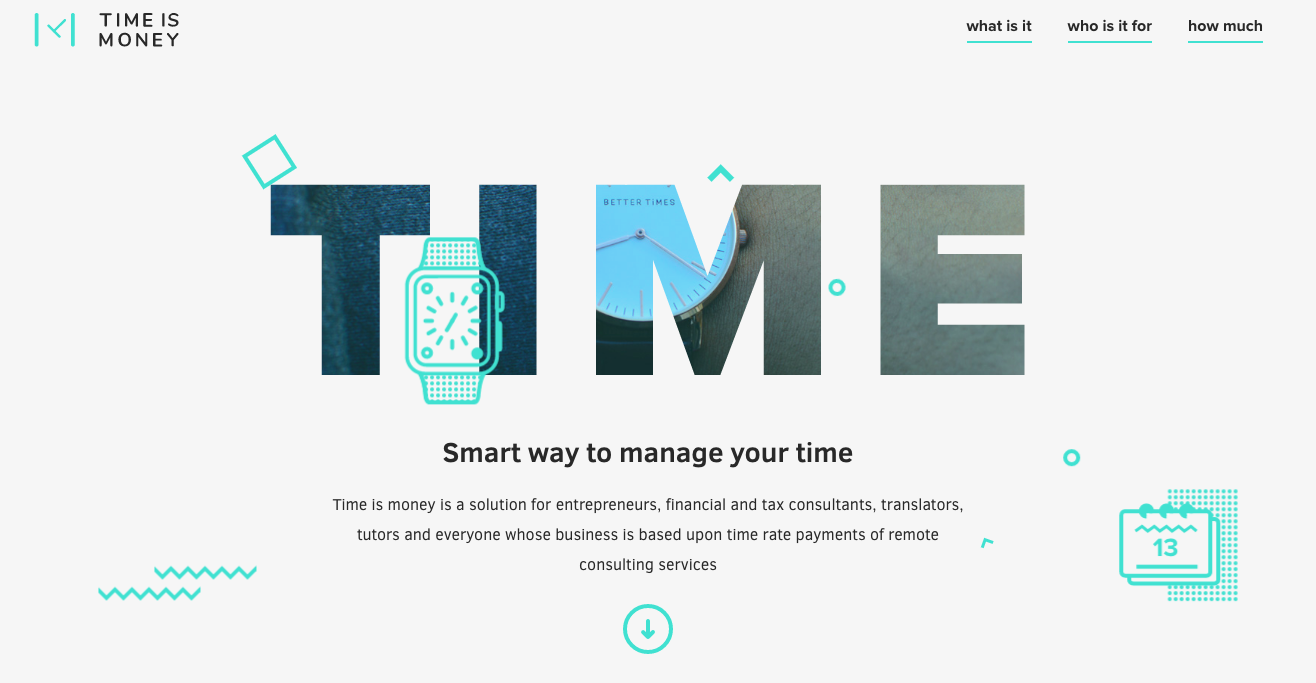 TIME IS
MONEY
what is it
who is it for
how much
TIME
BETTER TiMES
Smart way to manage your time
Time is money is a solution for entrepreneurs, financial and tax consultants, translators,
tutors and everyone whose business is based upon time rate payments of remote
consulting services
13